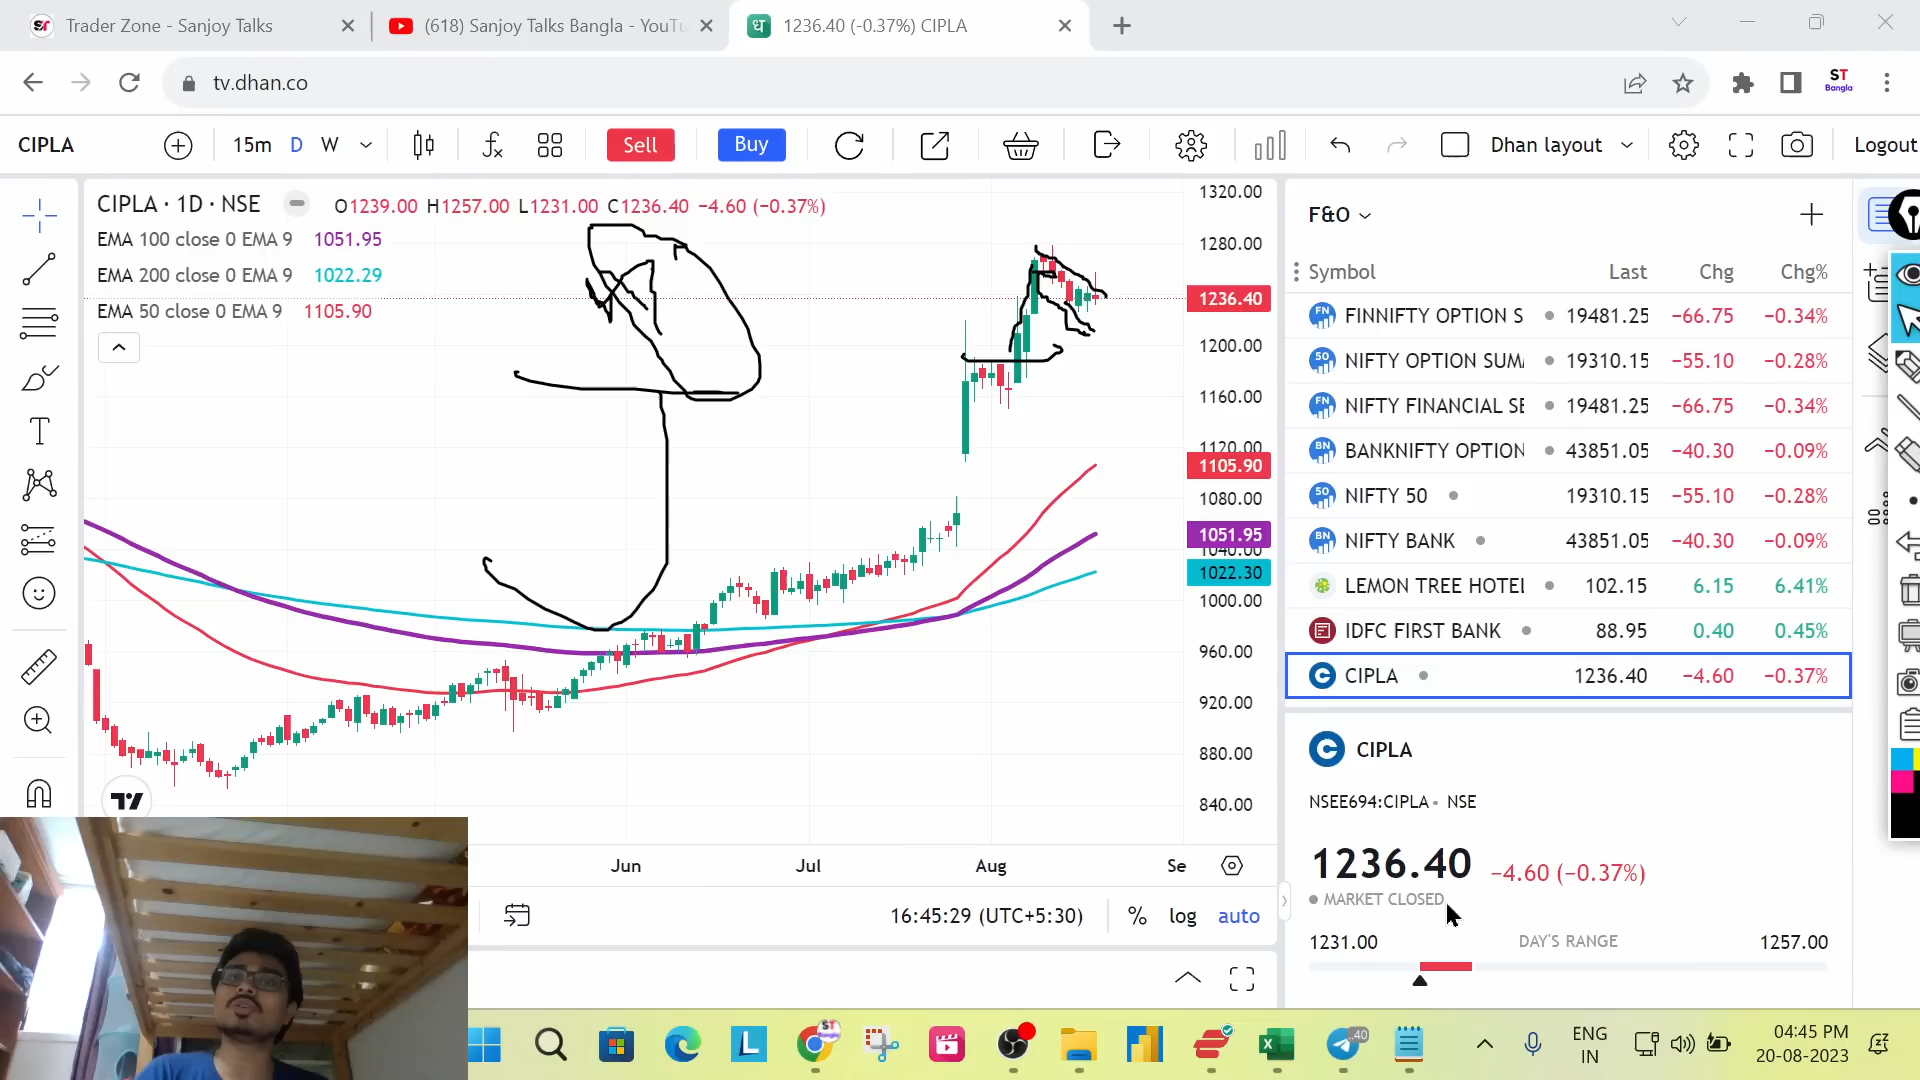 Trader Zone - Sanjoy Talks
(618) Sanjoy Talks Bangla - YouTu
1236.40 (-0.37%) CIPLA
tv.dhan.co
ST
Bangla
CIPLA
15m D W
Sell
Buy
Dhan layout
Logout
CIPLA · 1D · NSE O1239.00 H1257.00 L1231.00 C1236.40 −4.60 (−0.37%)
EMA 100 close 0 EMA 9 1051.95
EMA 200 close 0 EMA 9 1022.29
EMA 50 close 0 EMA 9 1105.90
1320.00
1280.00
1236.40
1200.00
1160.00
1120.00
1105.90
1080.00
1051.95
1040.00
1022.30
1000.00
960.00
920.00
880.00
840.00
Jun Jul Aug Se
16:45:29 (UTC+5:30) % log auto
F&O
Symbol Last Chg Chg%
FINNIFTY OPTION S 19481.25 −66.75 −0.34%
NIFTY OPTION SUM 19310.15 −55.10 −0.28%
NIFTY FINANCIAL SE 19481.25 −66.75 −0.34%
BANKNIFTY OPTION 43851.05 −40.30 −0.09%
NIFTY 50 19310.15 −55.10 −0.28%
NIFTY BANK 43851.05 −40.30 −0.09%
LEMON TREE HOTEL 102.15 6.15 6.41%
IDFC FIRST BANK 88.95 0.40 0.45%
CIPLA 1236.40 −4.60 −0.37%
CIPLA
NSEE694:CIPLA NSE
1236.40 −4.60 (−0.37%)
MARKET CLOSED
1231.00 DAY'S RANGE 1257.00
ENG
IN
04:45 PM
20-08-2023